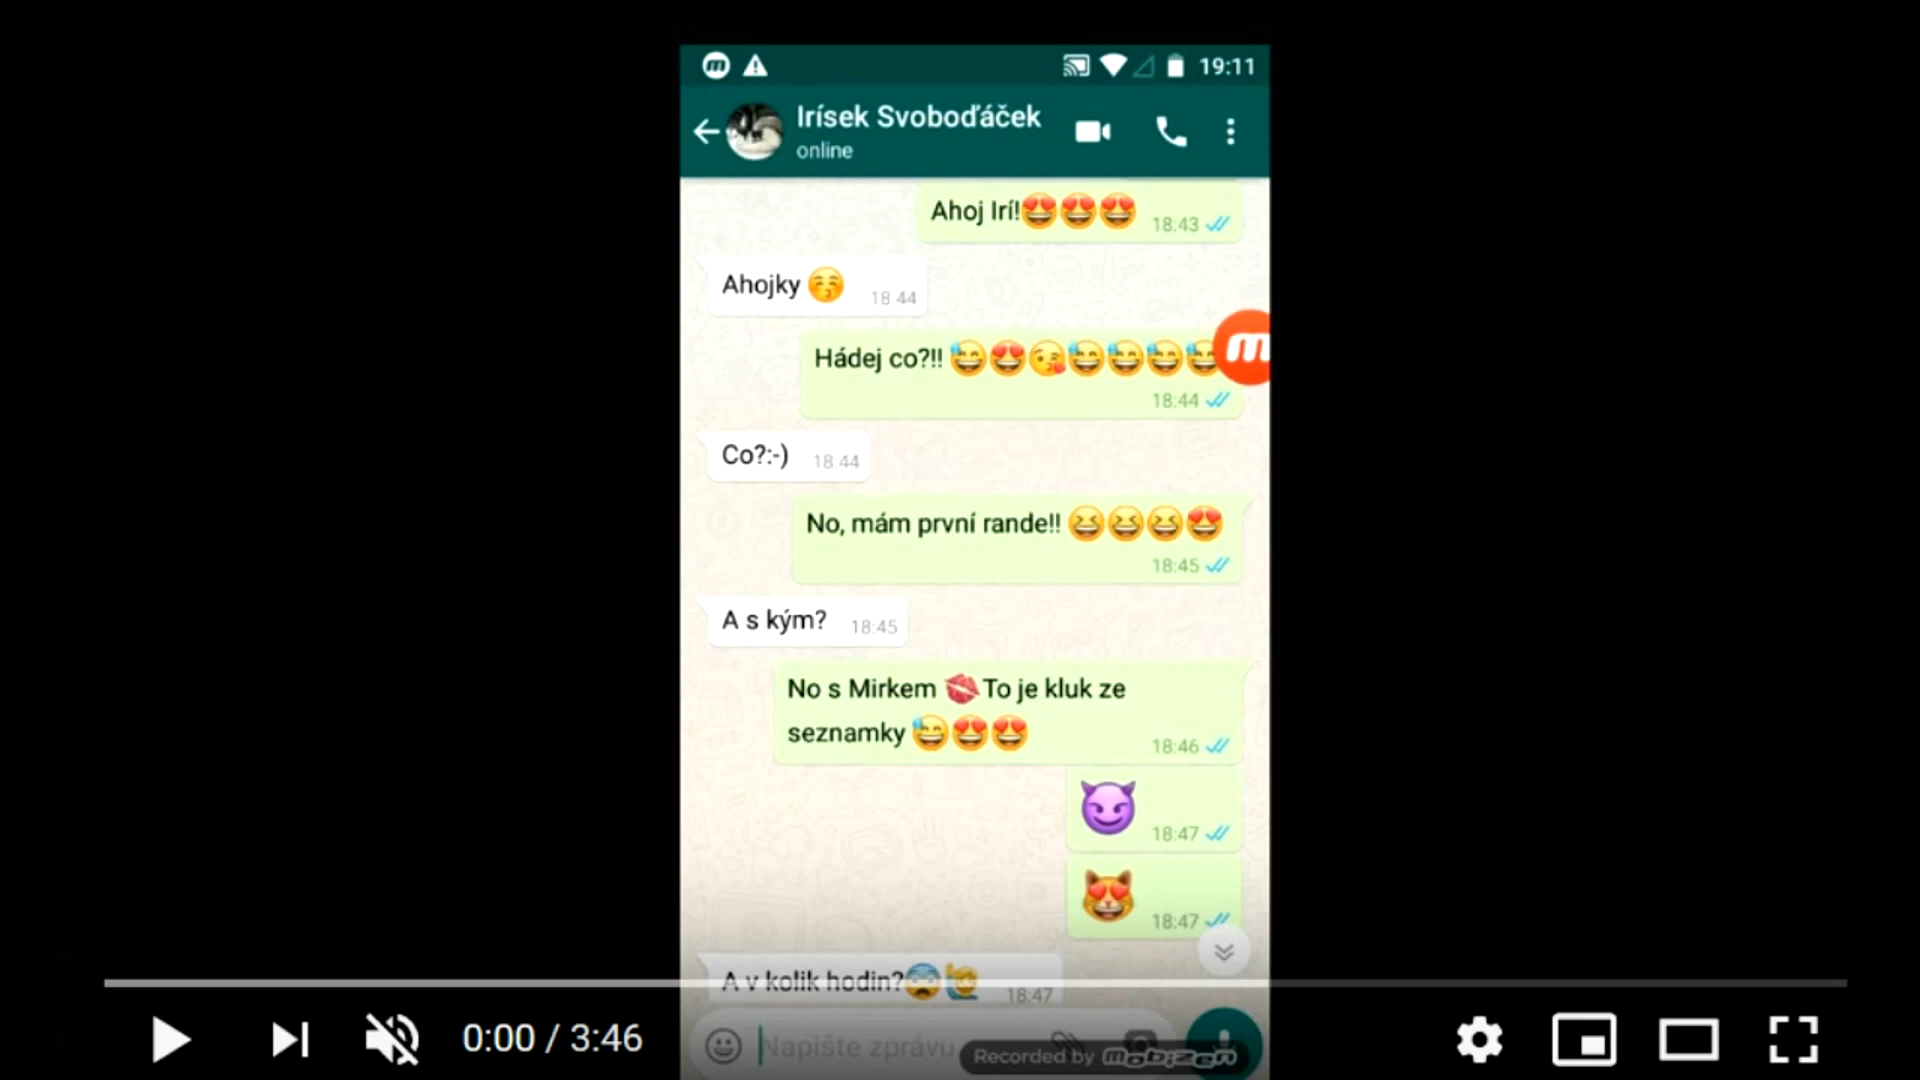 19:11
Irísek Svoboďáček
online
Ahoj Irí!😍😍😍 18:43
Ahojky 😚 18:44
Hádej co?!! 😅😍😘😅😅😅😅
18:44
Co?:-) 18:44
No, mám první rande!! 😆😆😆😍
18:45
A s kým? 18:45
No s Mirkem 💋To je kluk ze
seznamky 😅😍😍 18:46
😈 18:47
😻 18:47
A v kolik hodin?😨🙋 18:47
Napište zprávu
Recorded by mobizen
0:00 / 3:46